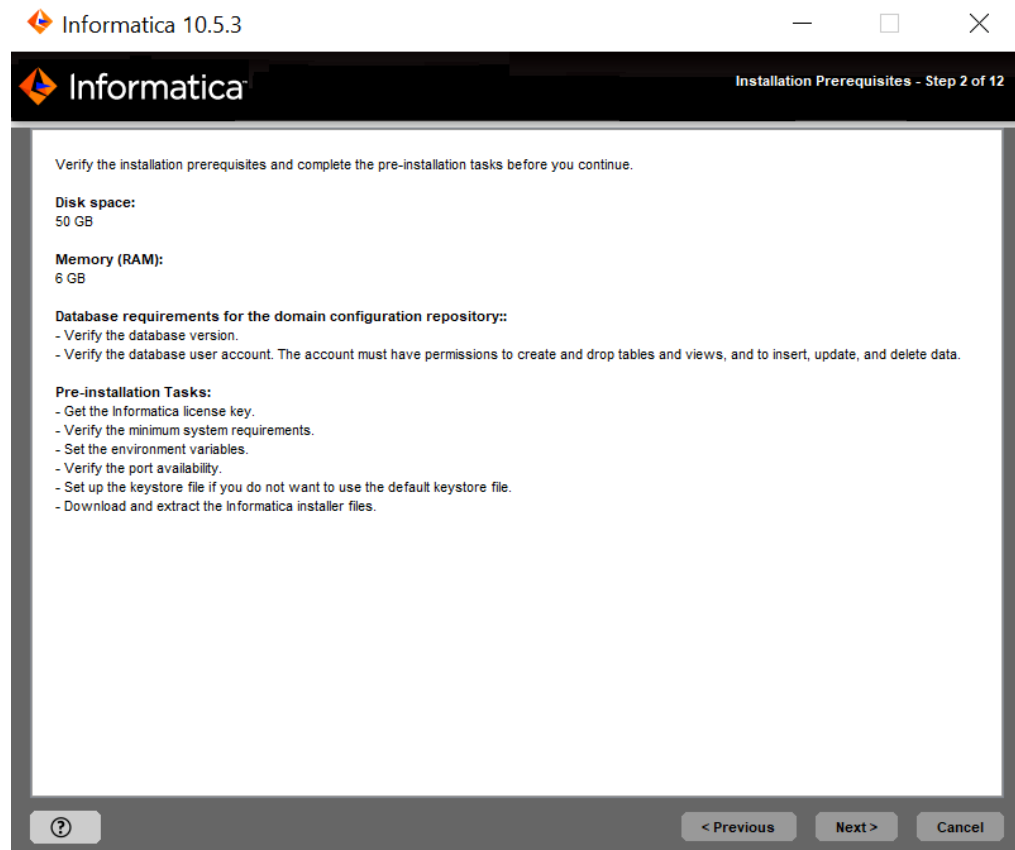 Informatica 10.5.3
Informatica
Installation Prerequisites - Step 2 of 12
Verify the installation prerequisites and complete the pre-installation tasks before you continue.
Disk space:
50 GB
Memory (RAM):
6 GB
Database requirements for the domain configuration repository::
- Verify the database version.
- Verify the database user account. The account must have permissions to create and drop tables and views, and to insert, update, and delete data.
Pre-installation Tasks:
- Get the Informatica license key.
- Verify the minimum system requirements.
- Set the environment variables.
- Verify the port availability.
- Set up the keystore file if you do not want to use the default keystore file.
- Download and extract the Informatica installer files.
?
< Previous
Next >
Cancel